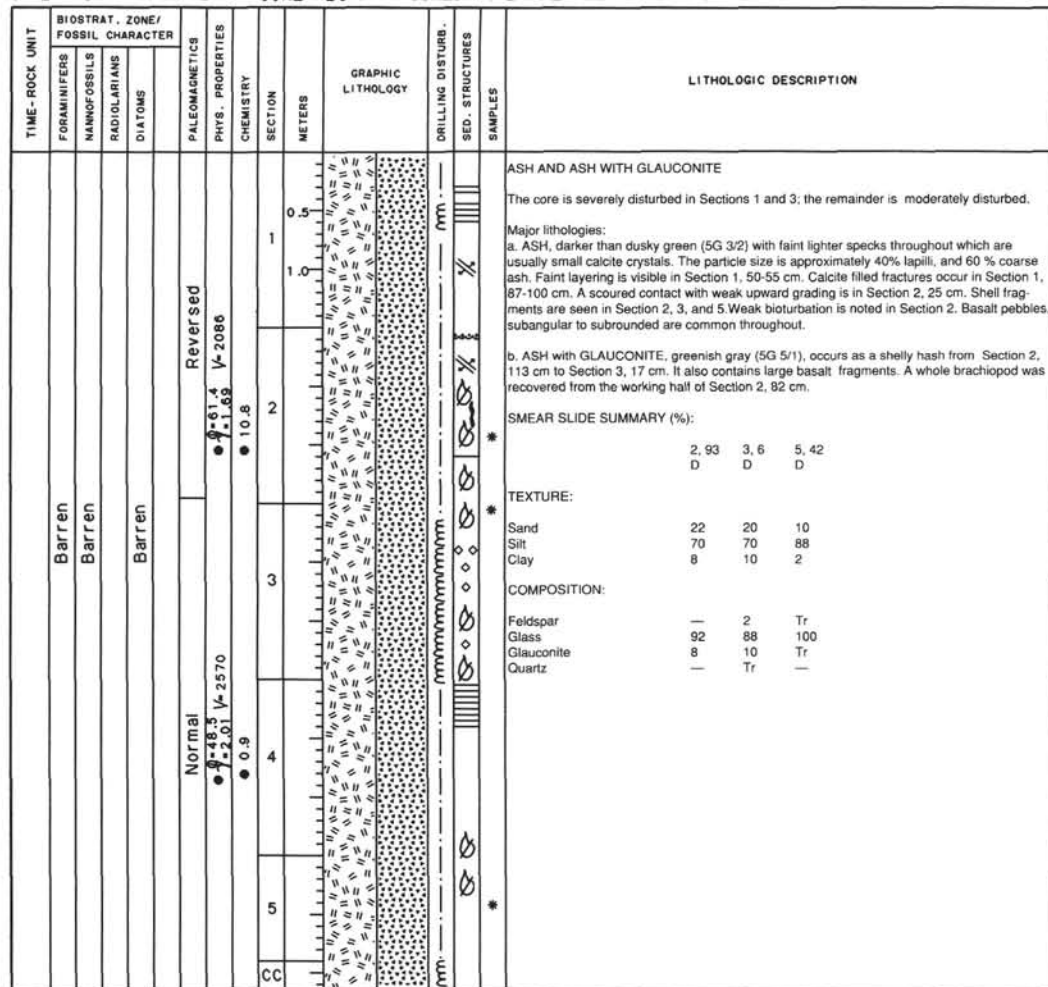 TIME-ROCK UNIT
BIOSTRAT. ZONE/
FOSSIL CHARACTER
FORAMINIFERS
NANNOFOSSILS
RADIOLARIANS
DIATOMS
PALEOMAGNETICS
PHYS. PROPERTIES
CHEMISTRY
SECTION
METERS
GRAPHIC
LITHOLOGY
DRILLING DISTURB.
SED. STRUCTURES
SAMPLES
LITHOLOGIC DESCRIPTION
Barren
Barren
Barren
Reversed
Normal
V=2086
● Φ=61.4
γ=1.69
V=2570
● Φ=48.5
γ=2.01
● 10.8
● 0.9
1
2
3
4
5
CC
0.5
1.0
*
*
*
ASH AND ASH WITH GLAUCONITE
The core is severely disturbed in Sections 1 and 3; the remainder is moderately disturbed.
Major lithologies:
a. ASH, darker than dusky green (5G 3/2) with faint lighter specks throughout which are
usually small calcite crystals. The particle size is approximately 40% lapilli, and 60 % coarse
ash. Faint layering is visible in Section 1, 50-55 cm. Calcite filled fractures occur in Section 1,
87-100 cm. A scoured contact with weak upward grading is in Section 2, 25 cm. Shell frag-
ments are seen in Section 2, 3, and 5.Weak bioturbation is noted in Section 2. Basalt pebbles,
subangular to subrounded are common throughout.
b. ASH with GLAUCONITE, greenish gray (5G 5/1), occurs as a shelly hash from Section 2,
113 cm to Section 3, 17 cm. It also contains large basalt fragments. A whole brachiopod was
recovered from the working half of Section 2, 82 cm.
SMEAR SLIDE SUMMARY (%):
2, 93 3, 6 5, 42
D D D
TEXTURE:
Sand 22 20 10
Silt 70 70 88
Clay 8 10 2
COMPOSITION:
Feldspar — 2 Tr
Glass 92 88 100
Glauconite 8 10 Tr
Quartz — Tr —